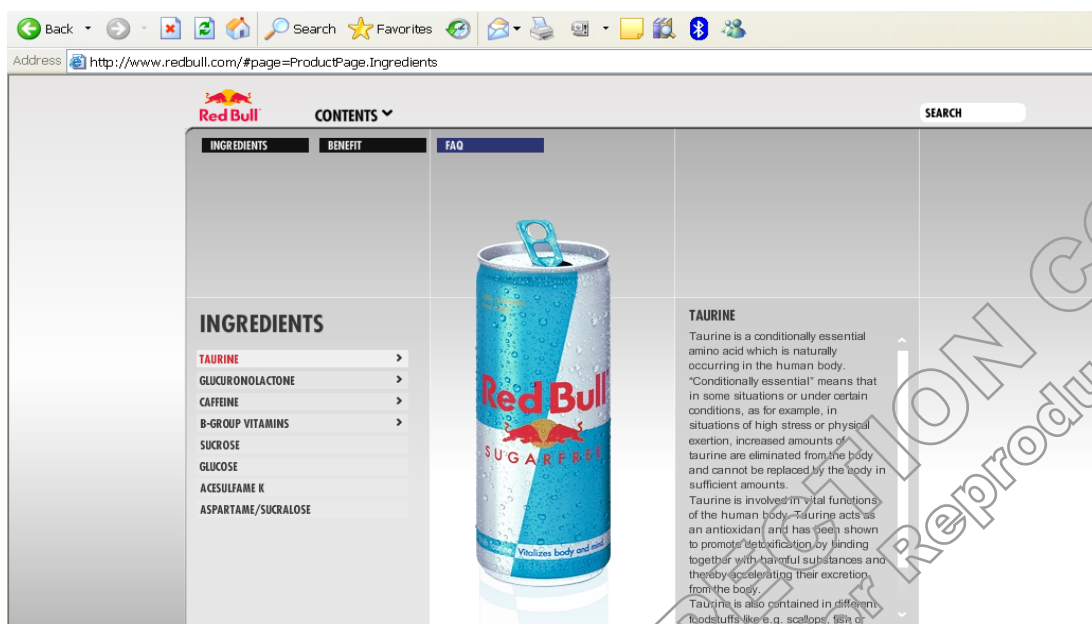 Back Search Favorites
Address http://www.redbull.com/#page=ProductPage.Ingredients
Red Bull
CONTENTS
SEARCH
INGREDIENTS BENEFIT FAQ
INGREDIENTS
TAURINE
GLUCURONOLACTONE
CAFFEINE
B-GROUP VITAMINS
SUCROSE
GLUCOSE
ACESULFAME K
ASPARTAME/SUCRALOSE
Red Bull
SUGARFREE
Taurine. Vitalizes body and mind.
TAURINE
Taurine is a conditionally essential
amino acid which is naturally
occurring in the human body.
"Conditionally essential" means that
in some situations or under certain
conditions, as for example, in
situations of high stress or physical
exertion, increased amounts of
taurine are eliminated from the body
and cannot be replaced by the body in
sufficient amounts.
Taurine is involved in vital functions
of the human body. Taurine acts as
an antioxidant and has been shown
to promote detoxification by binding
together with harmful substances and
thereby accelerating their excretion
from the body.
Taurine is also contained in different
foodstuffs like e.g. scallops, fish or